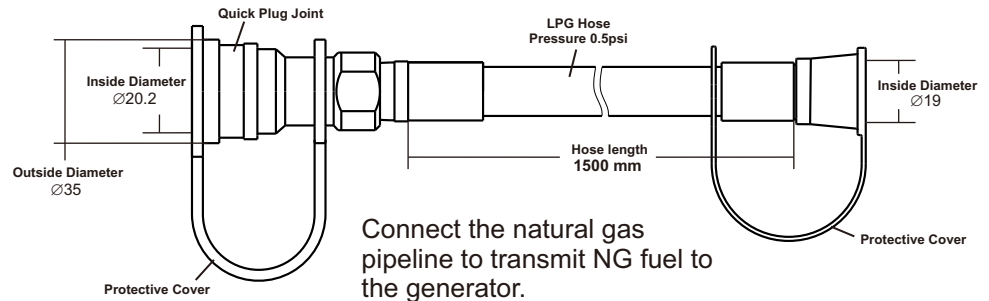 Quick Plug Joint
LPG Hose
Pressure 0.5psi
Inside Diameter
∅20.2
Inside Diameter
∅19
Hose length
1500 mm
Outside Diameter
∅35
Connect the natural gas
pipeline to transmit NG fuel to
the generator.
Protective Cover
Protective Cover